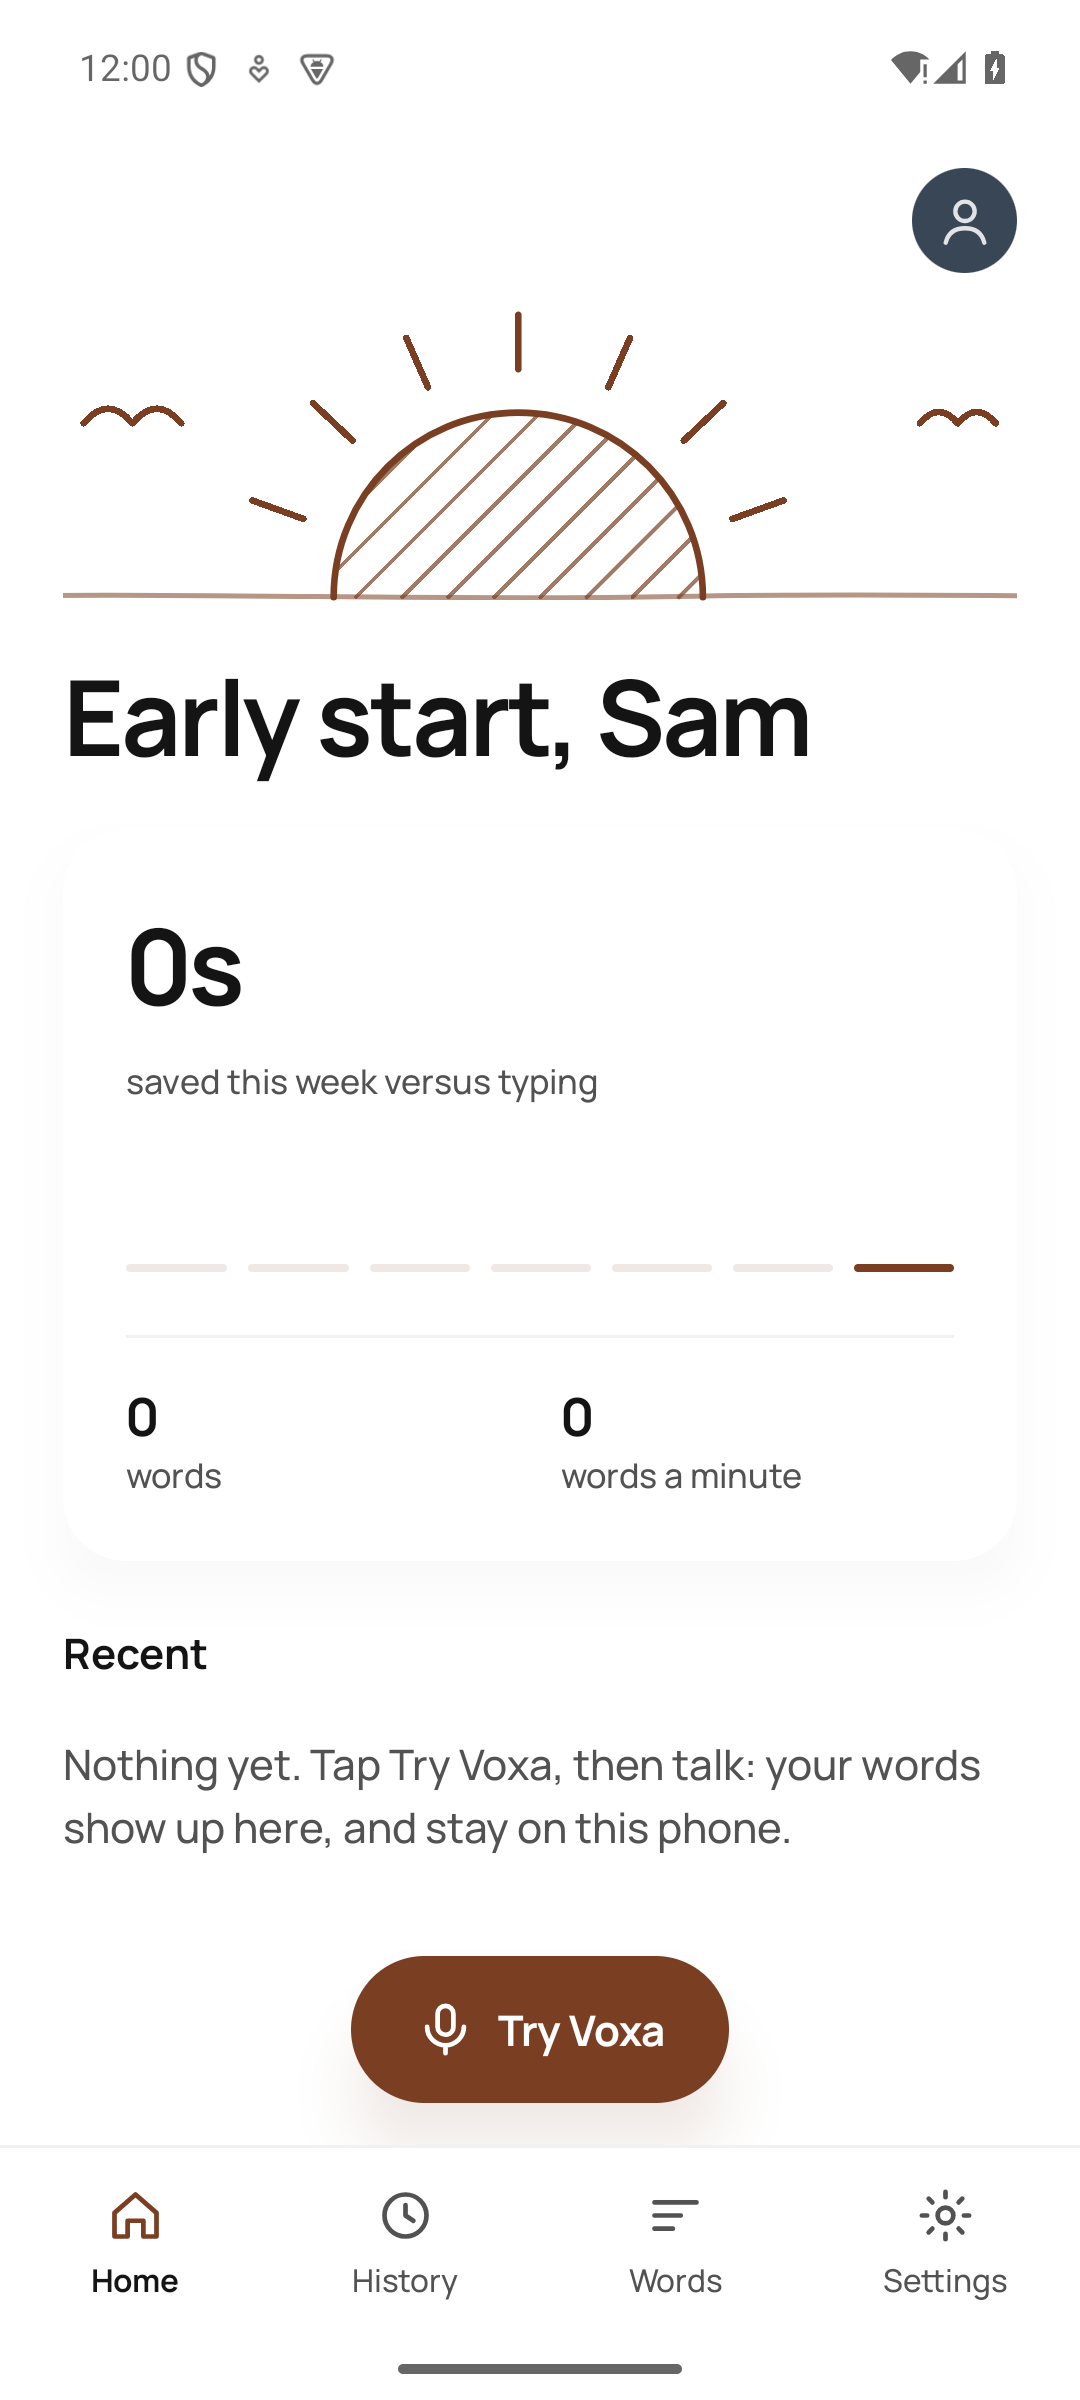 12:00
Early start, Sam
0s
saved this week versus typing
0
words
0
words a minute
Recent
Nothing yet. Tap Try Voxa, then talk: your words
show up here, and stay on this phone.
Try Voxa
Home
History
Words
Settings